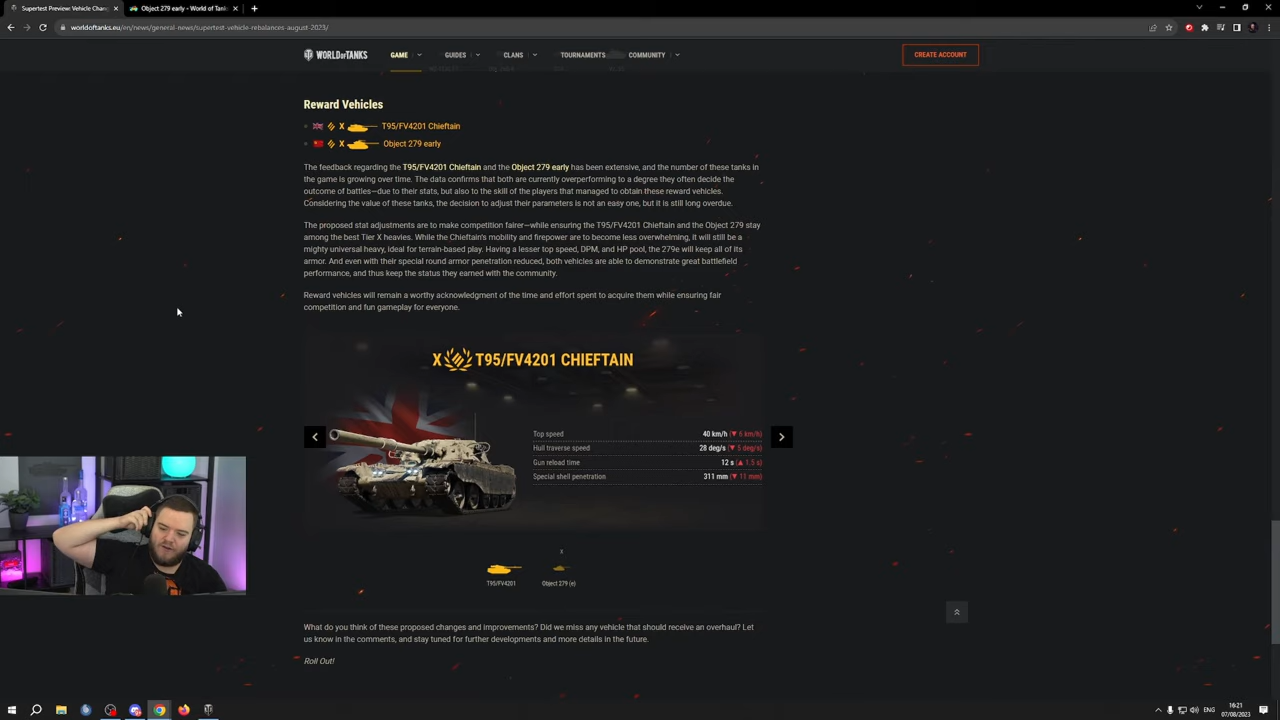 Supertest Preview: Vehicle Chan
Object 279 early - World of Tank
worldoftanks.eu/en/news/general-news/supertest-vehicle-rebalances-august-2023/
WORLD OF TANKS
GAME
GUIDES
CLANS
TOURNAMENTS
COMMUNITY
CREATE ACCOUNT
Reward Vehicles
X T95/FV4201 Chieftain
X Object 279 early
The feedback regarding the T95/FV4201 Chieftain and the Object 279 early has been extensive, and the number of these tanks in
the game is growing over time. The data confirms that both are currently overperforming to a degree they often decide the
outcome of battles—due to their stats, but also to the skill of the players that managed to obtain these reward vehicles.
Considering the value of these tanks, the decision to adjust their parameters is not an easy one, but it is still long overdue.
The proposed stat adjustments are to make competition fairer—while ensuring the T95/FV4201 Chieftain and the Object 279 stay
among the best Tier X heavies. While the Chieftain's mobility and firepower are to become less overwhelming, it will still be a
mighty universal heavy, ideal for terrain-based play. Having a lesser top speed, DPM, and HP pool, the 279e will keep all of its
armor. And even with their special round armor penetration reduced, both vehicles are able to demonstrate great battlefield
performance, and thus keep the status they earned with the community.
Reward vehicles will remain a worthy acknowledgment of the time and effort spent to acquire them while ensuring fair
competition and fun gameplay for everyone.
X T95/FV4201 CHIEFTAIN
Top speed 40 km/h (▼ 6 km/h)
Hull traverse speed 28 deg/s (▼ 5 deg/s)
Gun reload time 12 s (▲ 1.5 s)
Special shell penetration 311 mm (▼ 11 mm)
X
T95/FV4201
Object 279 (e)
What do you think of these proposed changes and improvements? Did we miss any vehicle that should receive an overhaul? Let
us know in the comments, and stay tuned for further developments and more details in the future.
Roll Out!
ENG
16:21
07/08/2023